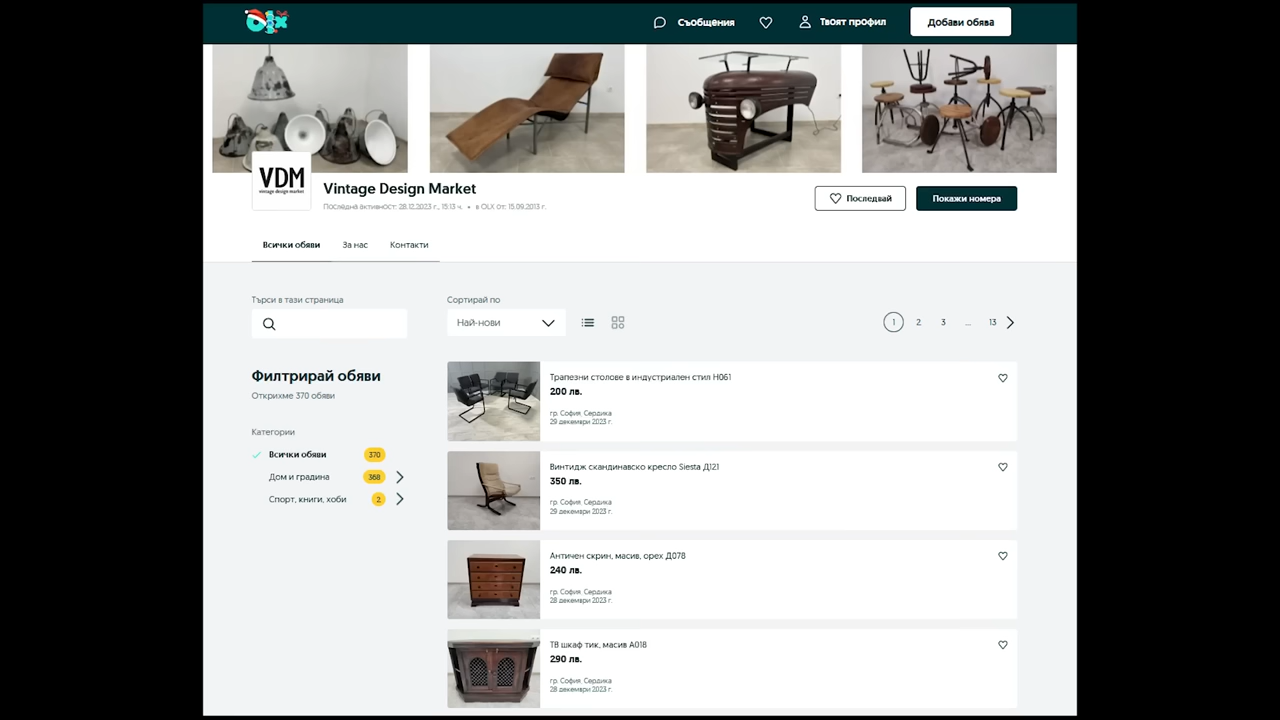 olx
Съобщения
Твоят профил
Добави обява
VDM
vintage design market
Vintage Design Market
Последна активност: 28.12.2023 г., 15:13 ч. • в OLX от: 15.09.2013 г.
Последвай
Покажи номера
Всички обяви
За нас
Контакти
Търси в тази страница
Сортирай по
Най-нови
1 2 3 ... 13
Филтрирай обяви
Открихме 370 обяви
Категории
Всички обяви 370
Дом и градина 368
Спорт, книги, хоби 2
Трапезни столове в индустриален стил H061
200 лв.
гр. София, Сердика
29 декември 2023 г.
Винтидж скандинавско кресло Siesta Д121
350 лв.
гр. София, Сердика
29 декември 2023 г.
Античен скрин, масив, орех Д078
240 лв.
гр. София, Сердика
28 декември 2023 г.
ТВ шкаф тик, масив А018
290 лв.
гр. София, Сердика
28 декември 2023 г.